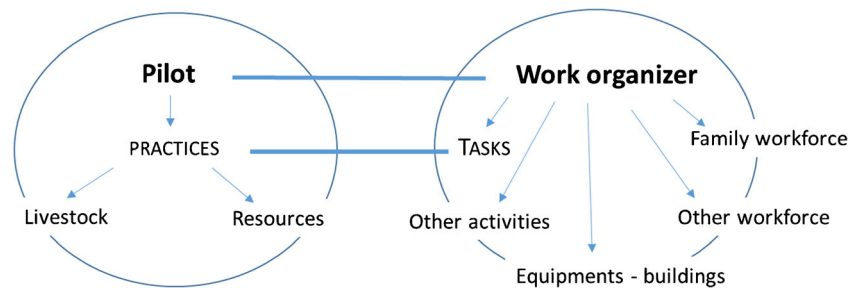 Pilot
Work organizer
PRACTICES
TASKS
Family workforce
Livestock
Resources
Other activities
Other workforce
Equipments - buildings